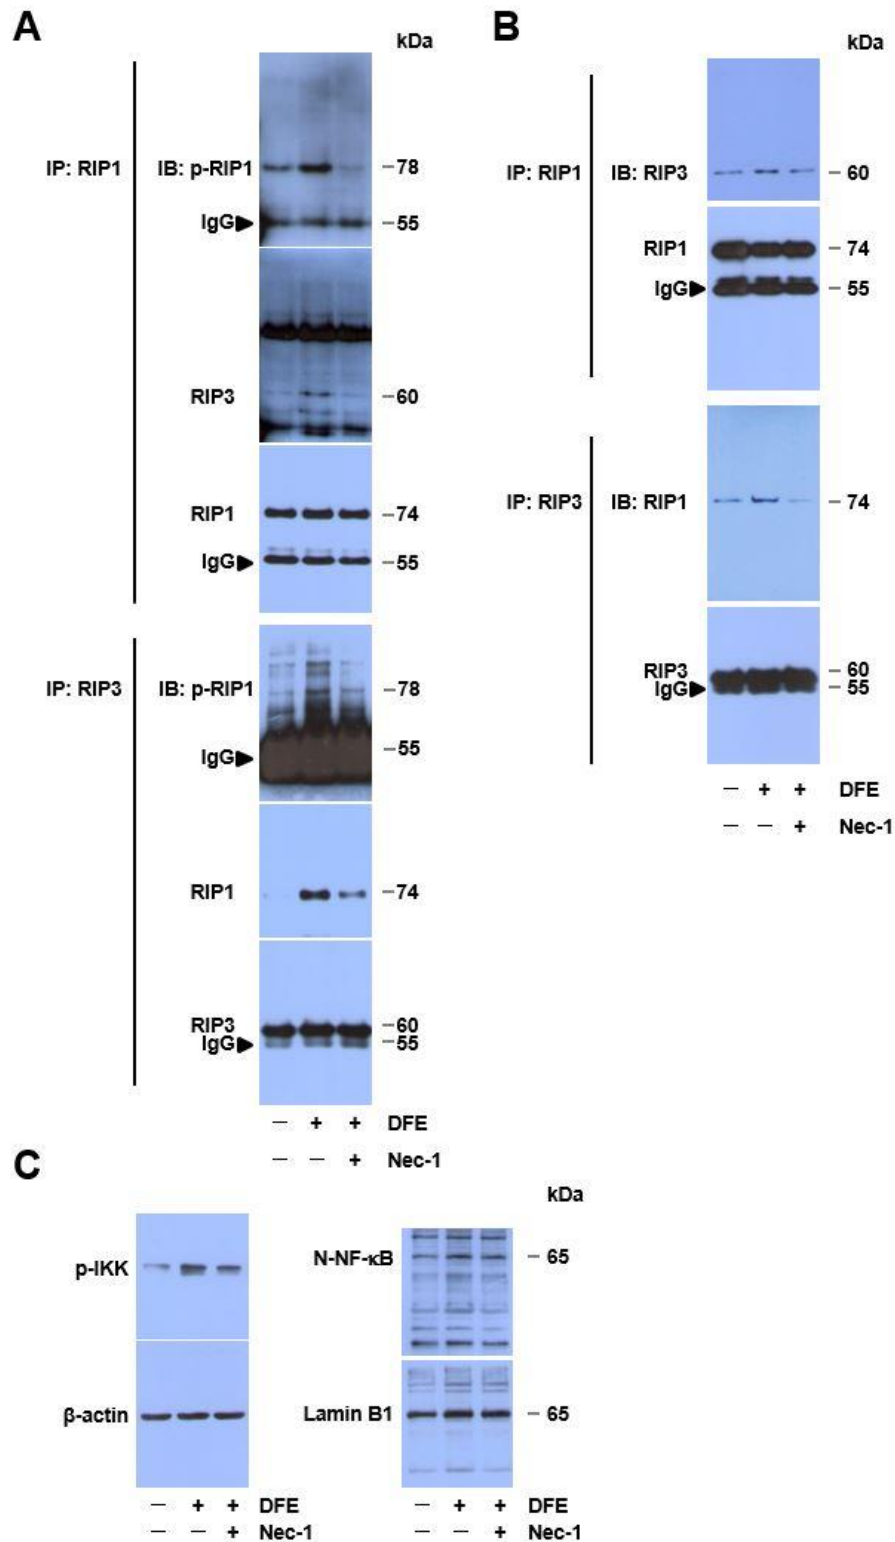 A
kDa
IP: RIP1 IB: p-RIP1 –78
IgG▶ –55
RIP3 –60
RIP1 –74
IgG▶ –55
IP: RIP3 IB: p-RIP1 –78
IgG▶ –55
RIP1 –74
RIP3 –60
IgG▶ –55
– + + DFE
– – + Nec-1
B
kDa
IP: RIP1 IB: RIP3 – 60
RIP1 – 74
IgG▶ – 55
IP: RIP3 IB: RIP1 – 74
RIP3 – 60
IgG▶ – 55
– + + DFE
– – + Nec-1
C
p-IKK
β-actin
– + + DFE
– – + Nec-1
kDa
N-NF-κB – 65
Lamin B1 – 65
– + + DFE
– – + Nec-1